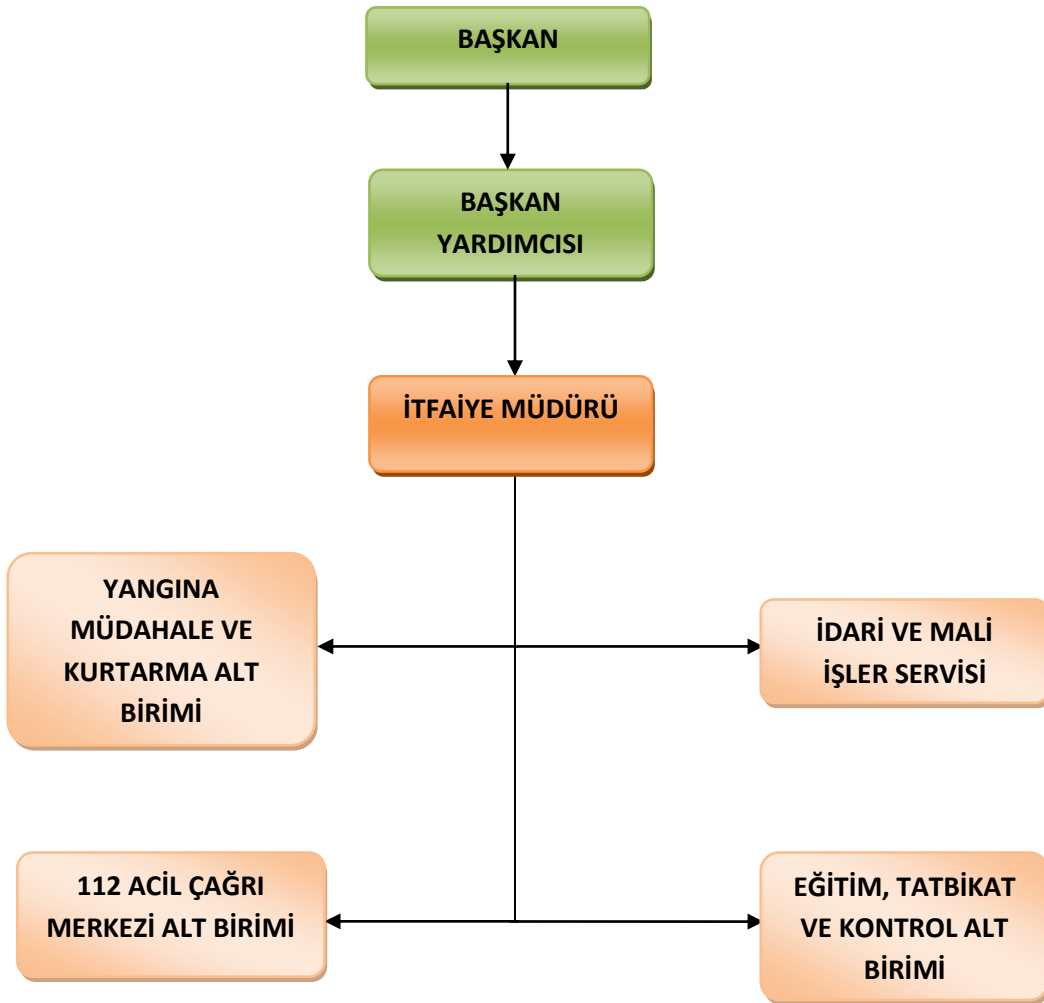 BAŞKAN
BAŞKAN
YARDIMCISI
İTFAİYE MÜDÜRÜ
YANGINA
MÜDAHALE VE
KURTARMA ALT
BİRİMİ
İDARİ VE MALİ
İŞLER SERVİSİ
112 ACİL ÇAĞRI
MERKEZİ ALT BİRİMİ
EĞİTİM, TATBİKAT
VE KONTROL ALT
BİRİMİ